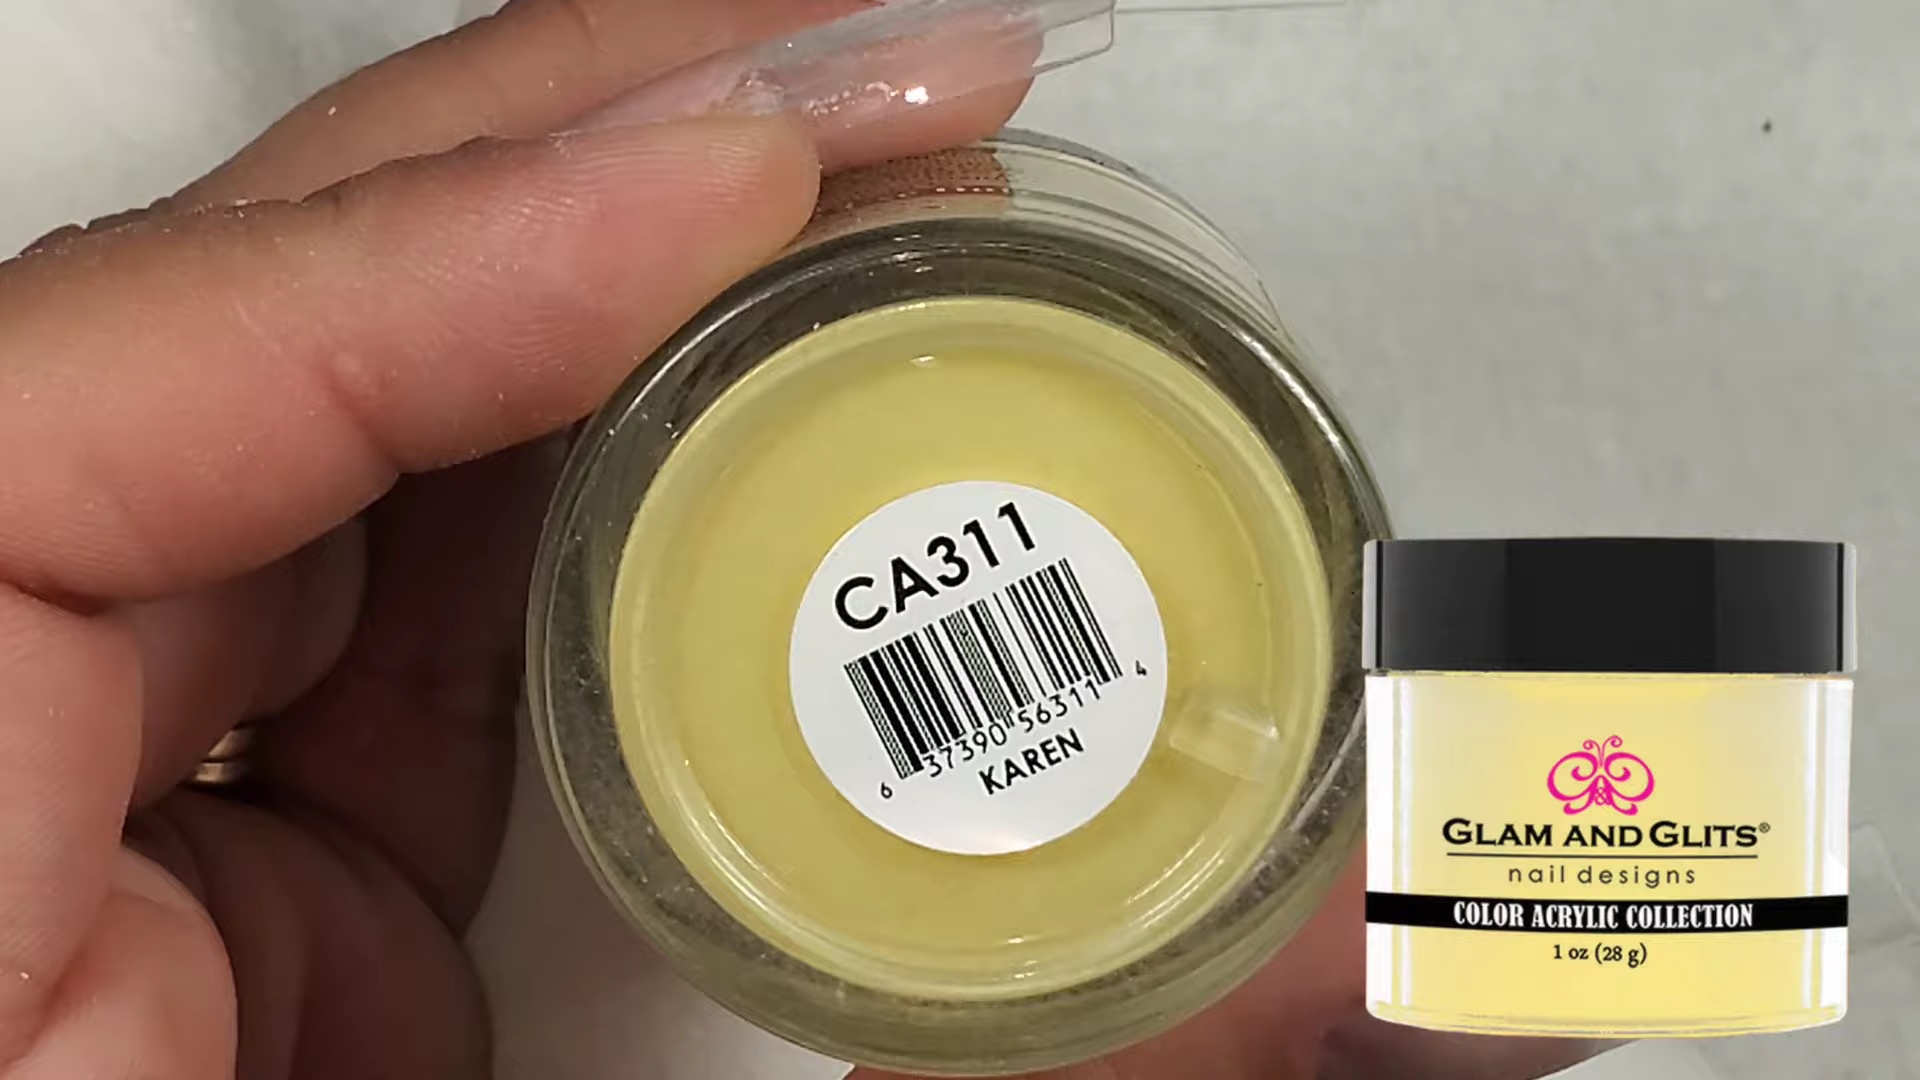 CA311
6 37390 56311 4
KAREN
&
GLAM AND GLITS®
nail designs
COLOR ACRYLIC COLLECTION
1 oz (28 g)